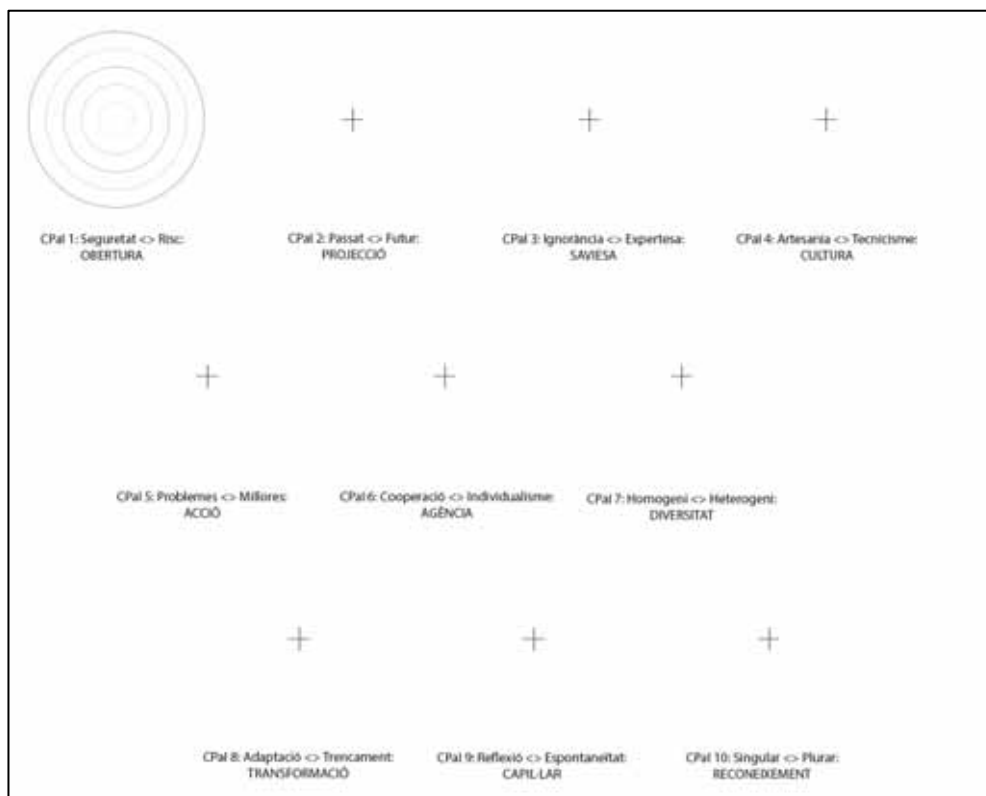 CPal 1: Seguretat <> Risc:
OBERTURA
CPal 2: Passat <> Futur:
PROJECCIÓ
CPal 3: Ignorància <> Expertesa:
SAVIESA
CPal 4: Artesania <> Tecnicisme:
CULTURA
CPal 5: Problemes <> Millores:
ACCIÓ
CPal 6: Cooperació <> Individualisme:
AGÈNCIA
CPal 7: Homogeni <> Heterogeni:
DIVERSITAT
CPal 8: Adaptació <> Trencament:
TRANSFORMACIÓ
CPal 9: Reflexió <> Espontaneïtat:
CAPIL·LAR
CPal 10: Singular <> Plurar:
RECONEIXEMENT